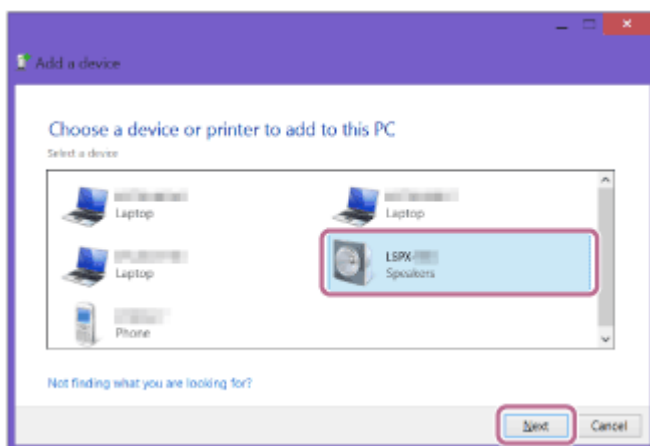 Add a device
Choose a device or printer to add to this PC
Select a device
Laptop
Laptop
Laptop
LSPX-
Speakers
Phone
Not finding what you are looking for?
Next
Cancel